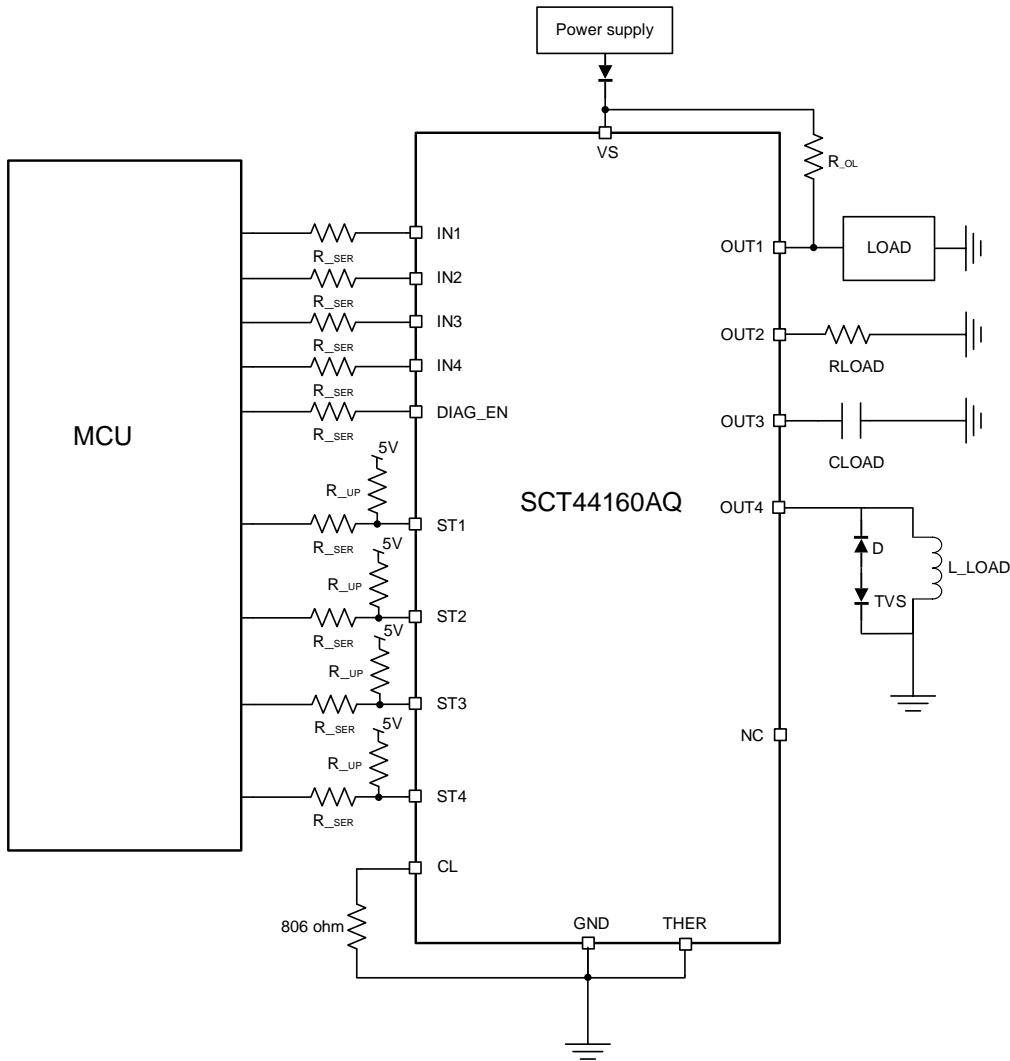 Power supply
VS
R_OL
IN1
R_SER
IN2
R_SER
IN3
R_SER
IN4
R_SER
DIAG_EN
R_SER
MCU
SCT44160AQ
5V
R_UP
ST1
R_SER
5V
R_UP
ST2
R_SER
5V
R_UP
ST3
R_SER
5V
R_UP
ST4
R_SER
CL
806 ohm
GND
THER
OUT1
LOAD
OUT2
RLOAD
OUT3
CLOAD
OUT4
D
TVS
L_LOAD
NC